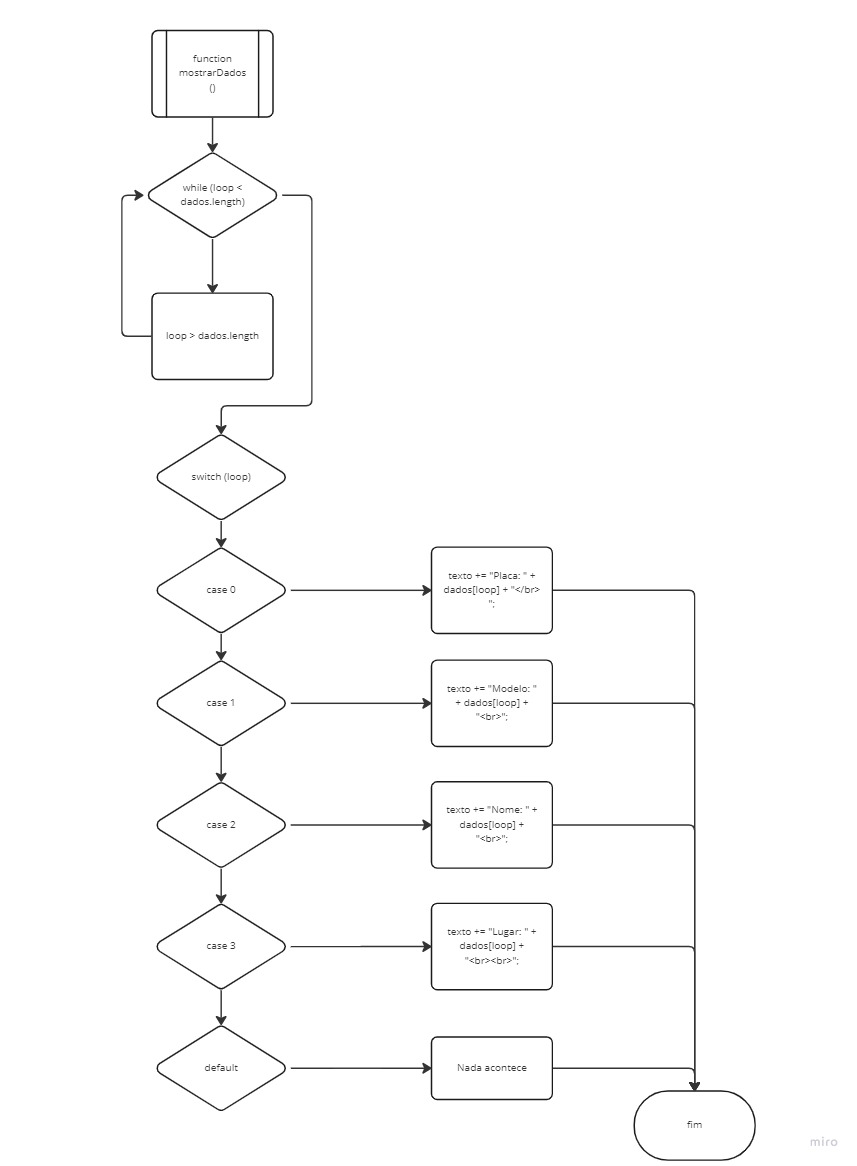 function
mostrarDados
()
while (loop <
dados.length)
loop > dados.length
switch (loop)
case 0
texto += "Placa: " +
dados[loop] + "</br>
";
case 1
texto += "Modelo: "
+ dados[loop] +
"<br>";
case 2
texto += "Nome: " +
dados[loop] +
"<br>";
case 3
texto += "Lugar: " +
dados[loop] +
"<br><br>";
default
Nada acontece
fim
miro